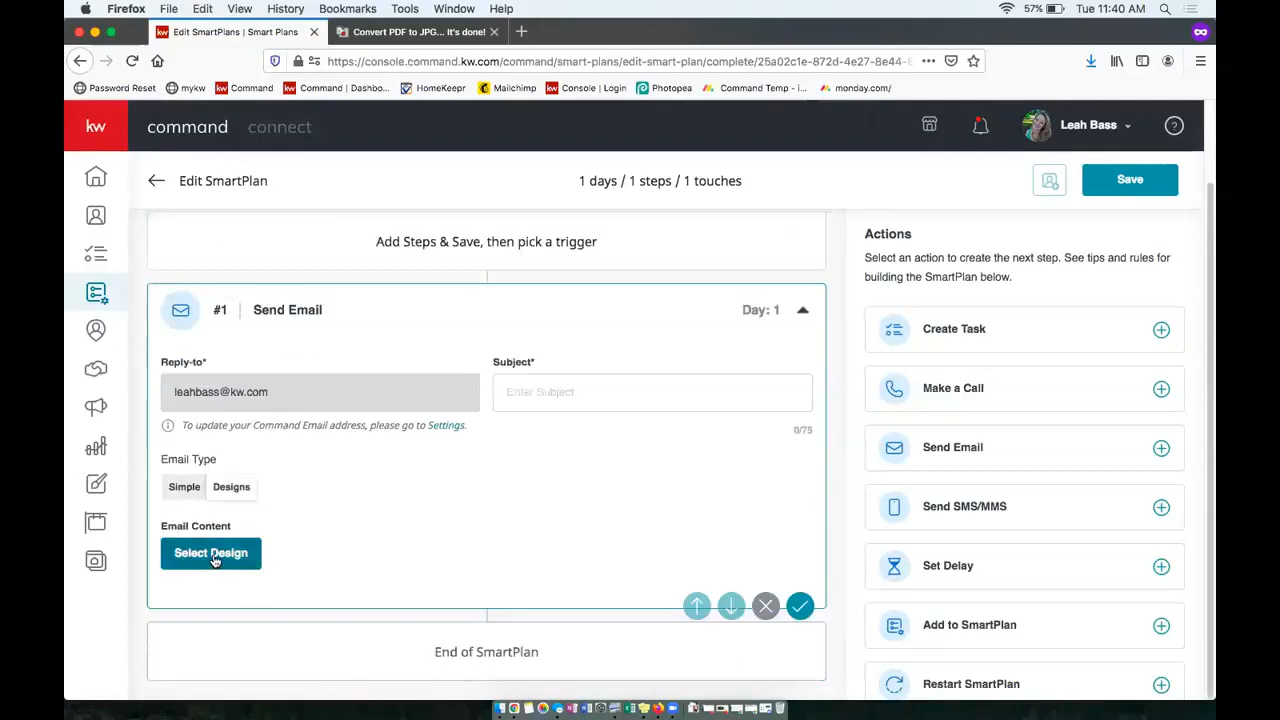 Firefox File Edit View History Bookmarks Tools Window Help 57% Tue 11:40 AM
kw Edit SmartPlans | Smart Plans Convert PDF to JPG... It's done!
https://console.command.kw.com/command/smart-plans/edit-smart-plan/complete/25a02c1e-872d-4e27-8e44-
Password Reset mykw kw Command kw Command | Dashbo... HomeKeepr Mailchimp kw Console | Login Photopea Command Temp - i... monday.com/
kw command connect Leah Bass ?
Edit SmartPlan 1 days / 1 steps / 1 touches Save
Add Steps & Save, then pick a trigger
#1 Send Email Day: 1
Reply-to* Subject*
leahbass@kw.com Enter Subject
To update your Command Email address, please go to Settings.
0/75
Email Type
Simple Designs
Email Content
Select Design
End of SmartPlan
Actions
Select an action to create the next step. See tips and rules for
building the SmartPlan below.
Create Task
Make a Call
Send Email
Send SMS/MMS
Set Delay
Add to SmartPlan
Restart SmartPlan